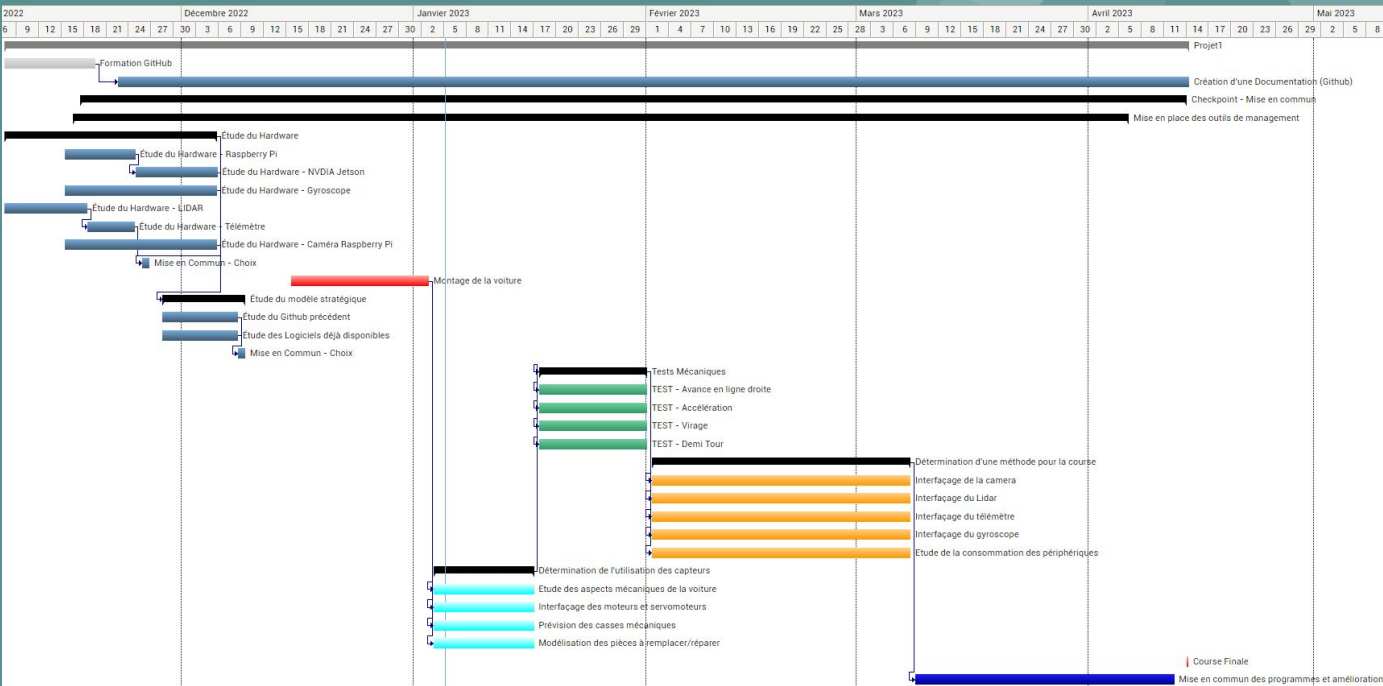 2022 Décembre 2022 Janvier 2023 Février 2023 Mars 2023 Avril 2023 Mai 2023
6 9 12 15 18 21 24 27 30 3 6 9 12 15 18 21 24 27 30 2 5 8 11 14 17 20 23 26 29 1 4 7 10 13 16 19 22 25 28 3 6 9 12 15 18 21 24 27 30 2 5 8 11 14 17 20 23 26 29 2 5 8
Projet1
Formation GitHub
Création d'une Documentation (Github)
Checkpoint - Mise en commun
Mise en place des outils de management
Étude du Hardware
Étude du Hardware - Raspberry Pi
Étude du Hardware - NVDIA Jetson
Étude du Hardware - Gyroscope
Étude du Hardware - LIDAR
Étude du Hardware - Télémètre
Étude du Hardware - Caméra Raspberry Pi
Mise en Commun - Choix
Montage de la voiture
Étude du modèle stratégique
Étude du Github précédent
Étude des Logiciels déjà disponibles
Mise en Commun - Choix
Tests Mécaniques
TEST - Avance en ligne droite
TEST - Accélération
TEST - Virage
TEST - Demi Tour
Détermination d'une méthode pour la course
Interfaçage de la camera
Interfaçage du Lidar
Interfaçage du télémètre
Interfaçage du gyroscope
Etude de la consommation des périphériques
Détermination de l'utilisation des capteurs
Etude des aspects mécaniques de la voiture
Interfaçage des moteurs et servomoteurs
Prévision des casses mécaniques
Modélisation des pièces à remplacer/réparer
Course Finale
Mise en commun des programmes et amélioration